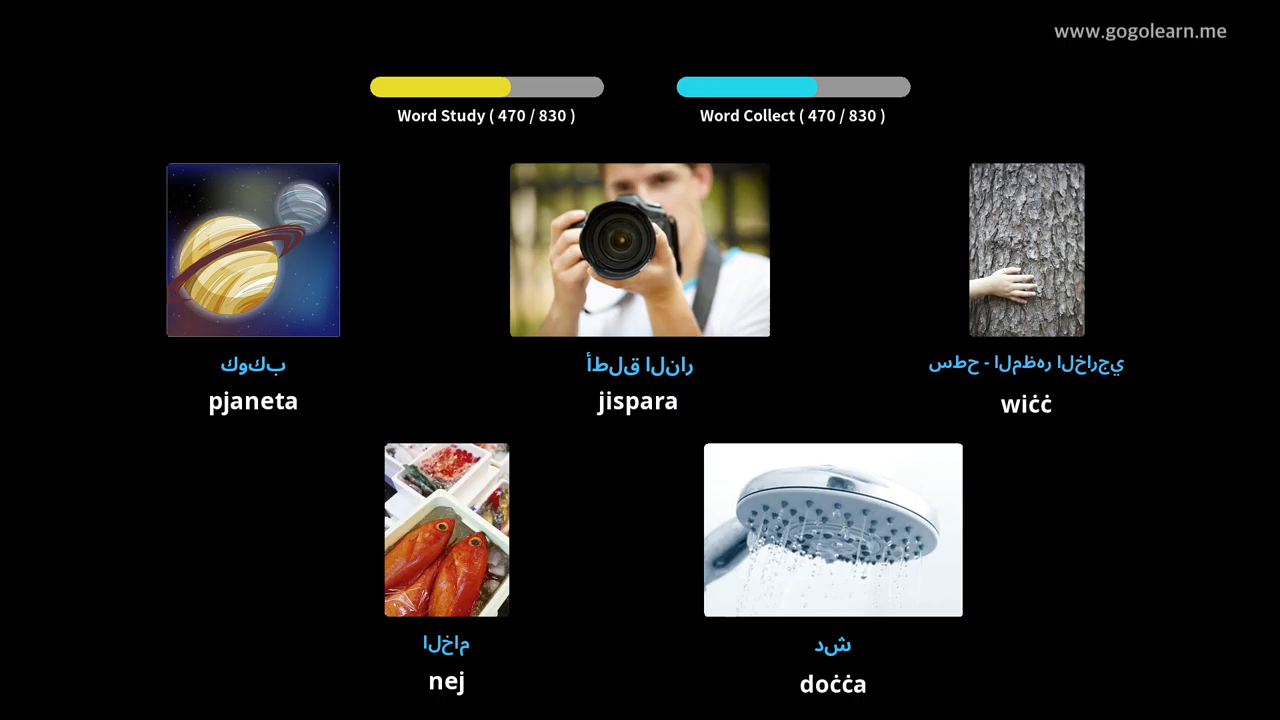 www.gogolearn.me
Word Study ( 470 / 830 )
Word Collect ( 470 / 830 )
كوكب
أطلق النار
سطح - المظهر الخارجي
pjaneta
jispara
wiċċ
الخام
دش
nej
doċċa